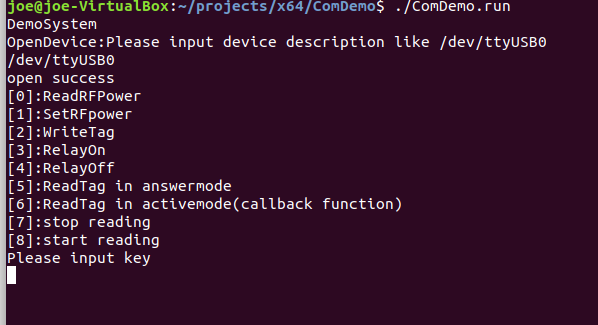 joe@joe-VirtualBox:~/projects/x64/ComDemo$ ./ComDemo.run
DemoSystem
OpenDevice:Please input device description like /dev/ttyUSB0
/dev/ttyUSB0
open success
[0]:ReadRFPower
[1]:SetRFpower
[2]:WriteTag
[3]:RelayOn
[4]:RelayOff
[5]:ReadTag in answermode
[6]:ReadTag in activemode(callback function)
[7]:stop reading
[8]:start reading
Please input key